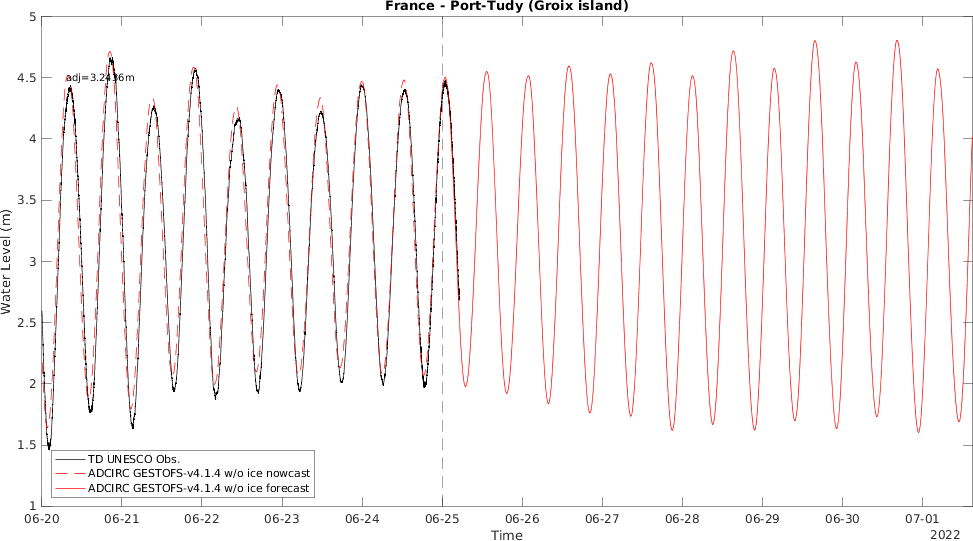 France - Port-Tudy (Groix island)
5
4.5
4
3.5
3
2.5
2
1.5
1
Water Level (m)
adj=3.2436m
TD UNESCO Obs.
ADCIRC GESTOFS-v4.1.4 w/o ice nowcast
ADCIRC GESTOFS-v4.1.4 w/o ice forecast
06-20 06-21 06-22 06-23 06-24 06-25 06-26 06-27 06-28 06-29 06-30 07-01
Time
2022